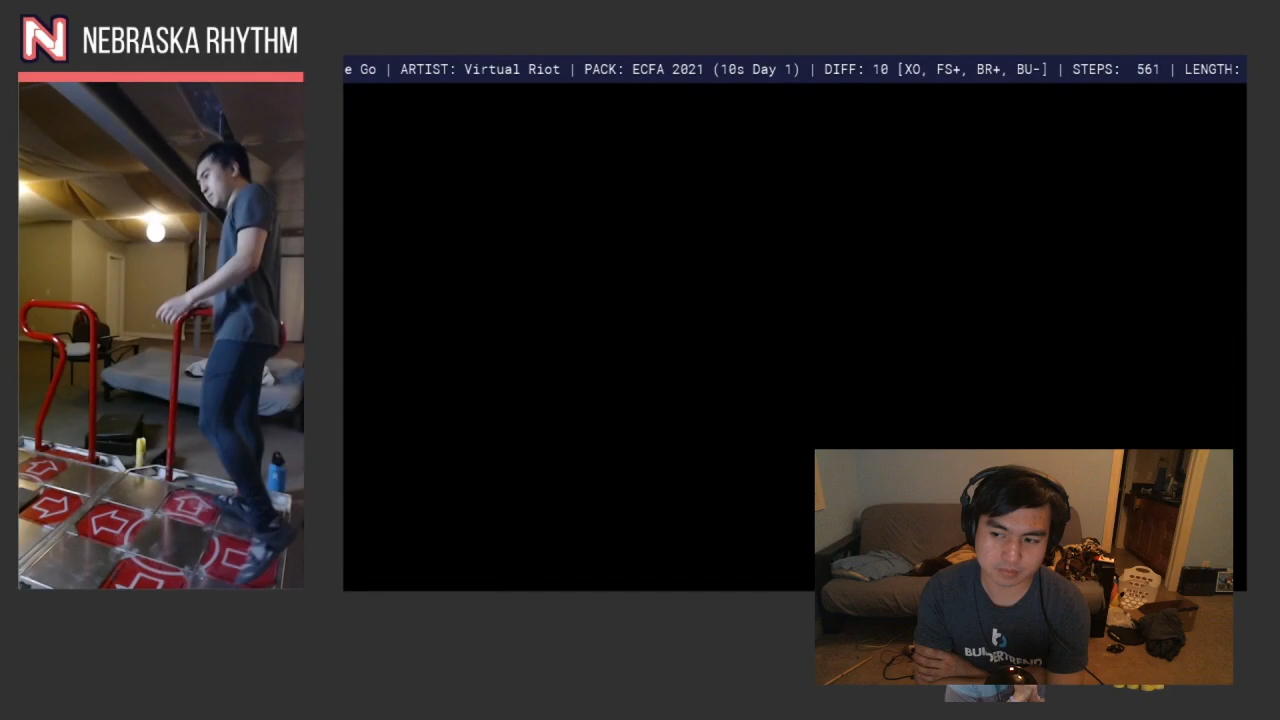 N NEBRASKA RHYTHM
e Go | ARTIST: Virtual Riot | PACK: ECFA 2021 (10s Day 1) | DIFF: 10 [XO, FS+, BR+, BU-] | STEPS: 561 | LENGTH:
BUILDERTREND